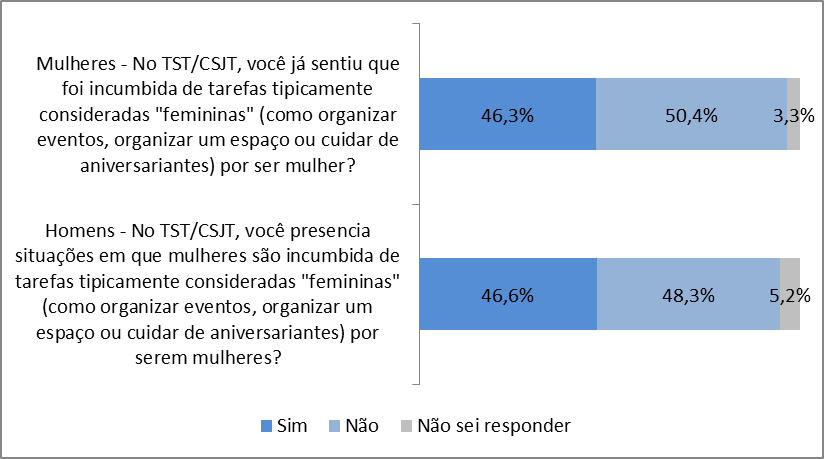 Mulheres - No TST/CSJT, você já sentiu que
foi incumbida de tarefas tipicamente
consideradas "femininas" (como organizar
eventos, organizar um espaço ou cuidar de
aniversariantes) por ser mulher?
46,3% 50,4% 3,3%
Homens - No TST/CSJT, você presencia
situações em que mulheres são incumbida de
tarefas tipicamente consideradas "femininas"
(como organizar eventos, organizar um
espaço ou cuidar de aniversariantes) por
serem mulheres?
46,6% 48,3% 5,2%
Sim Não Não sei responder